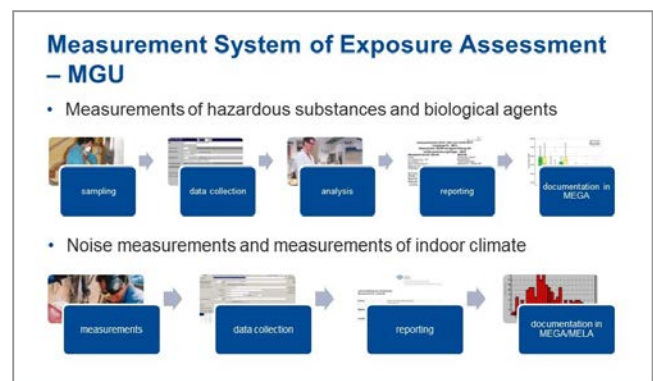 Measurement System of Exposure Assessment
– MGU
• Measurements of hazardous substances and biological agents
sampling
data collection
analysis
reporting
documentation in
MEGA
• Noise measurements and measurements of indoor climate
measurements
data collection
reporting
documentation in
MEGA/MELA